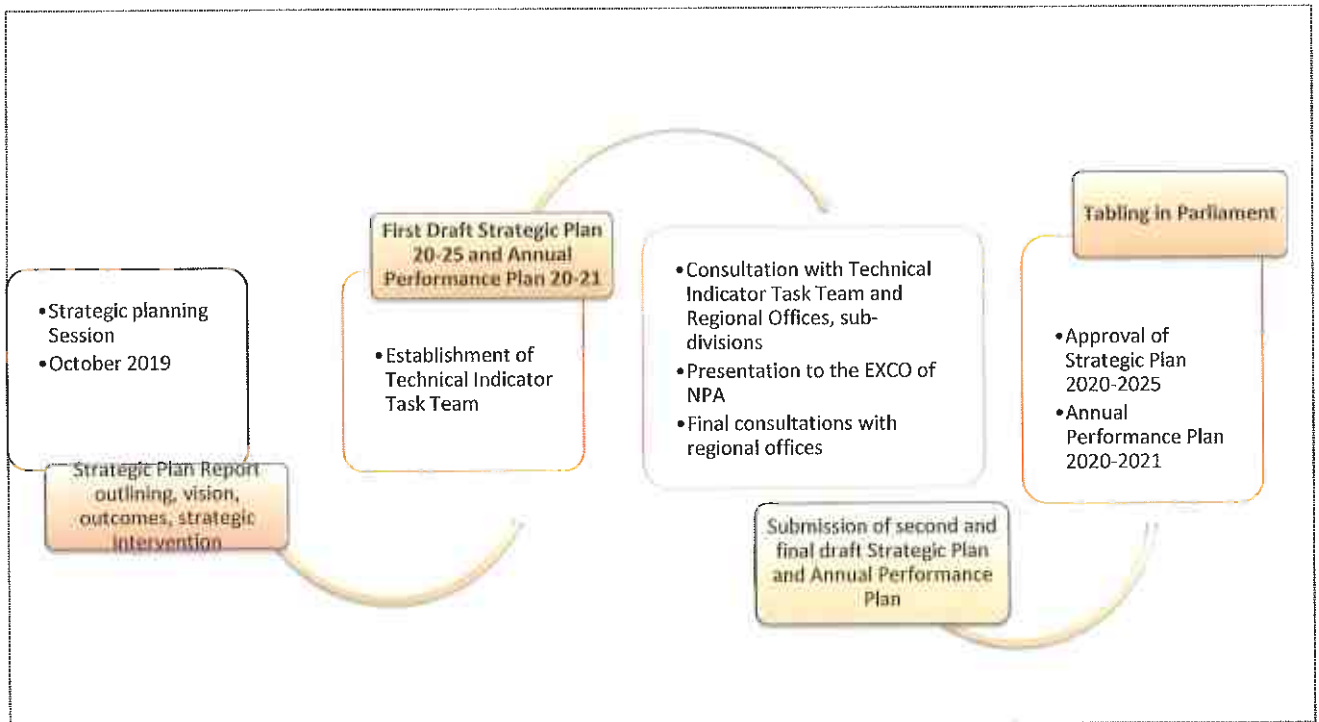 • Strategic planning
Session
• October 2019
Strategic Plan Report
outlining, vision,
outcomes, strategic
intervention
First Draft Strategic Plan
20-25 and Annual
Performance Plan 20-21
• Establishment of
Technical Indicator
Task Team
• Consultation with Technical
Indicator Task Team and
Regional Offices, sub-
divisions
• Presentation to the EXCO of
NPA
• Final consultations with
regional offices
Submission of second and
final draft Strategic Plan
and Annual Performance
Plan
Tabling in Parliament
• Approval of
Strategic Plan
2020-2025
• Annual
Performance Plan
2020-2021